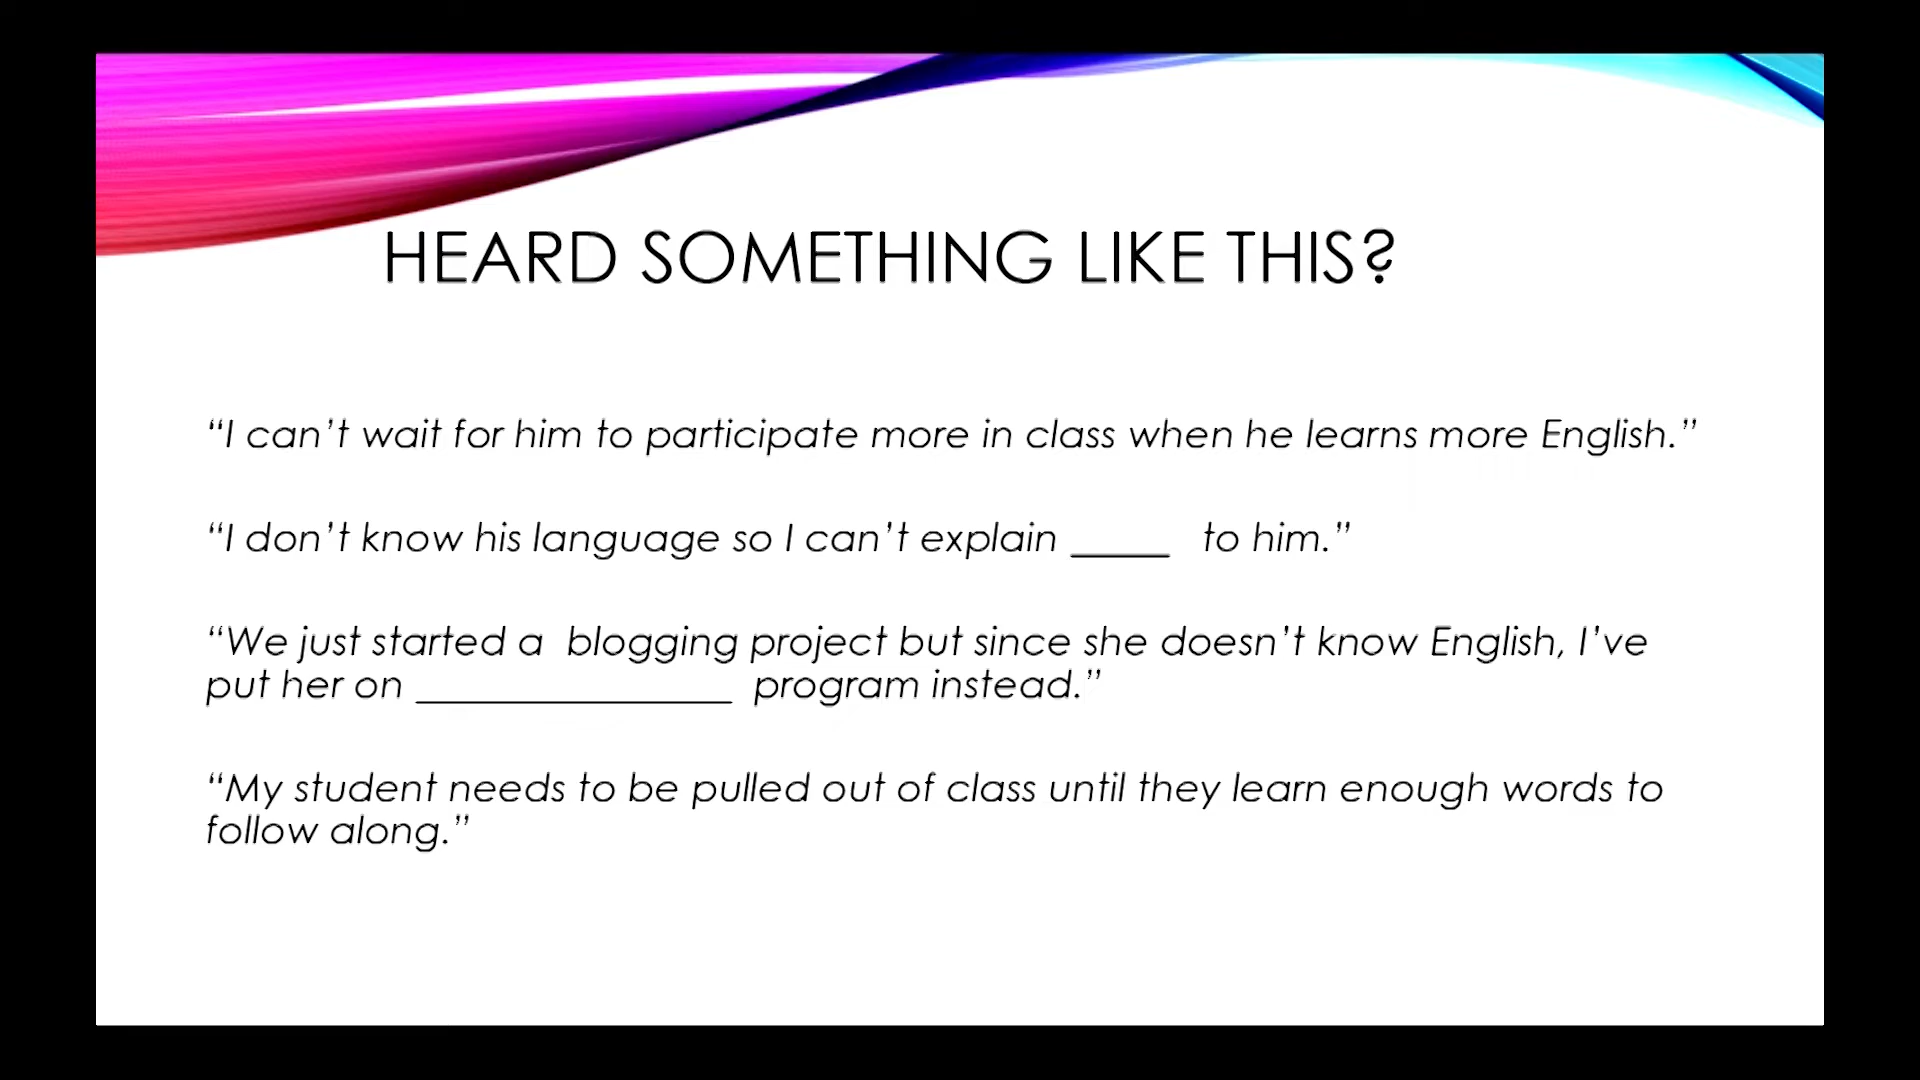 HEARD SOMETHING LIKE THIS?
“I can’t wait for him to participate more in class when he learns more English.”
“I don’t know his language so I can’t explain _____ to him.”
“We just started a blogging project but since she doesn’t know English, I’ve
put her on ________________ program instead.”
“My student needs to be pulled out of class until they learn enough words to
follow along.”